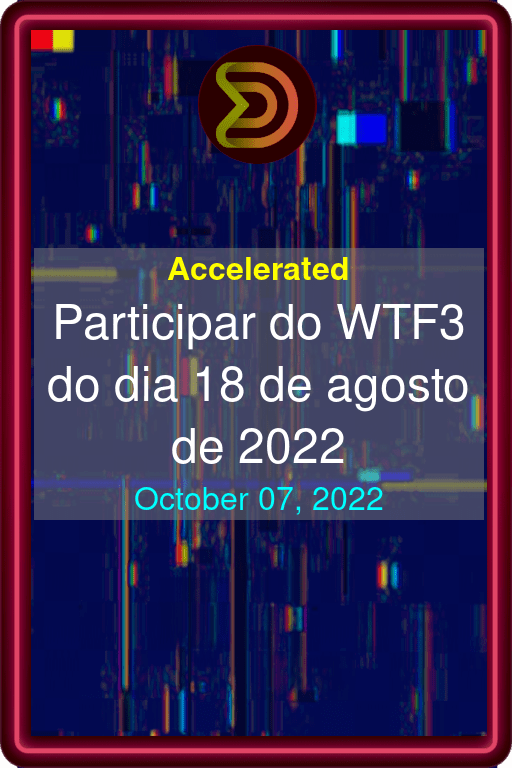 Accelerated
Participar do WTF3
do dia 18 de agosto
de 2022
October 07, 2022